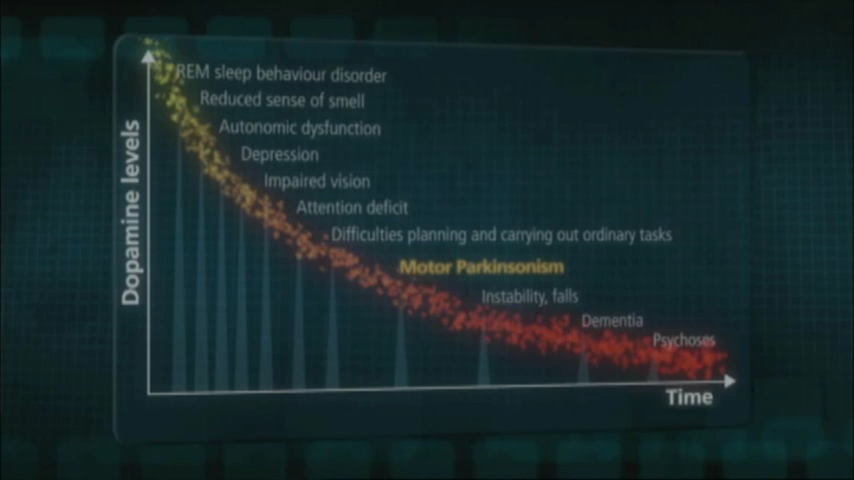 REM sleep behaviour disorder
Reduced sense of smell
Autonomic dysfunction
Depression
Impaired vision
Attention deficit
Difficulties planning and carrying out ordinary tasks
Motor Parkinsonism
Instability, falls
Dementia
Psychoses
Dopamine levels
Time